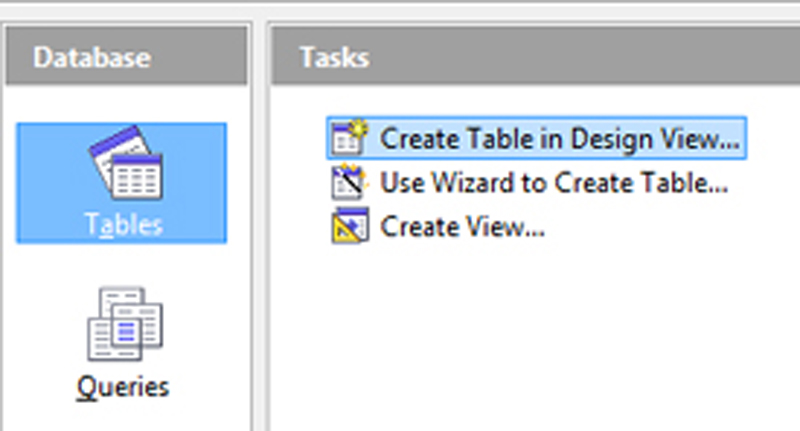 Database
Tables
Queries
Tasks
Create Table in Design View...
Use Wizard to Create Table...
Create View...